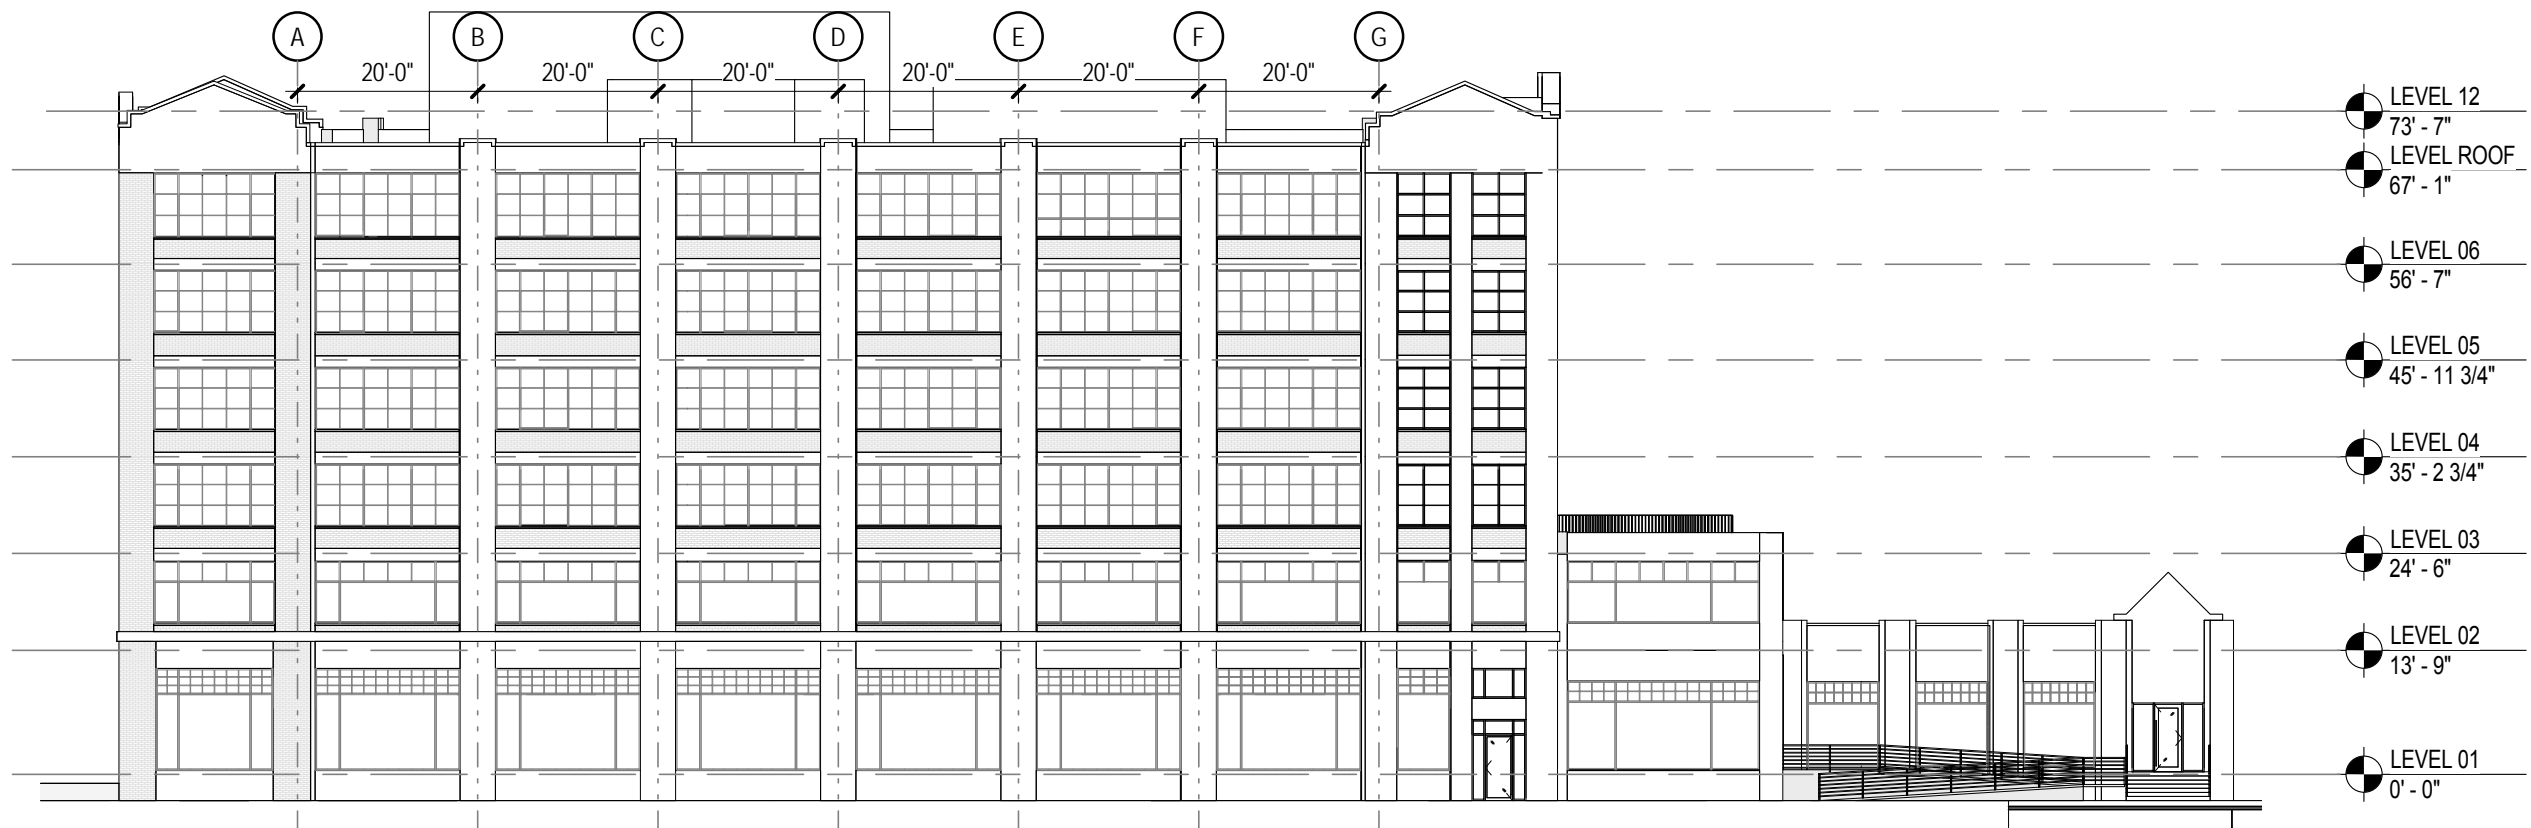 A B C D E F G
20'-0" 20'-0" 20'-0" 20'-0" 20'-0" 20'-0"
LEVEL 12
73' - 7"
LEVEL ROOF
67' - 1"
LEVEL 06
56' - 7"
LEVEL 05
45' - 11 3/4"
LEVEL 04
35' - 2 3/4"
LEVEL 03
24' - 6"
LEVEL 02
13' - 9"
LEVEL 01
0' - 0"